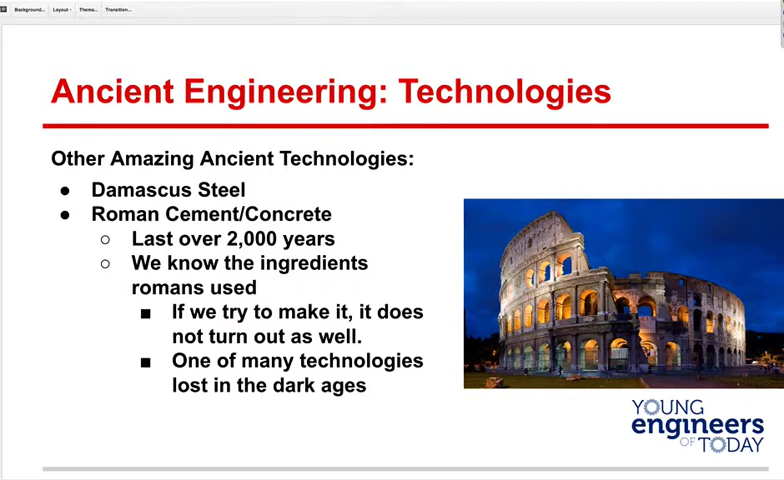 Background... Layout Theme... Transition...
Ancient Engineering: Technologies
Other Amazing Ancient Technologies:
● Damascus Steel
● Roman Cement/Concrete
○ Last over 2,000 years
○ We know the ingredients
romans used
■ If we try to make it, it does
not turn out as well.
■ One of many technologies
lost in the dark ages
YOUNG
engineers
OF TODAY